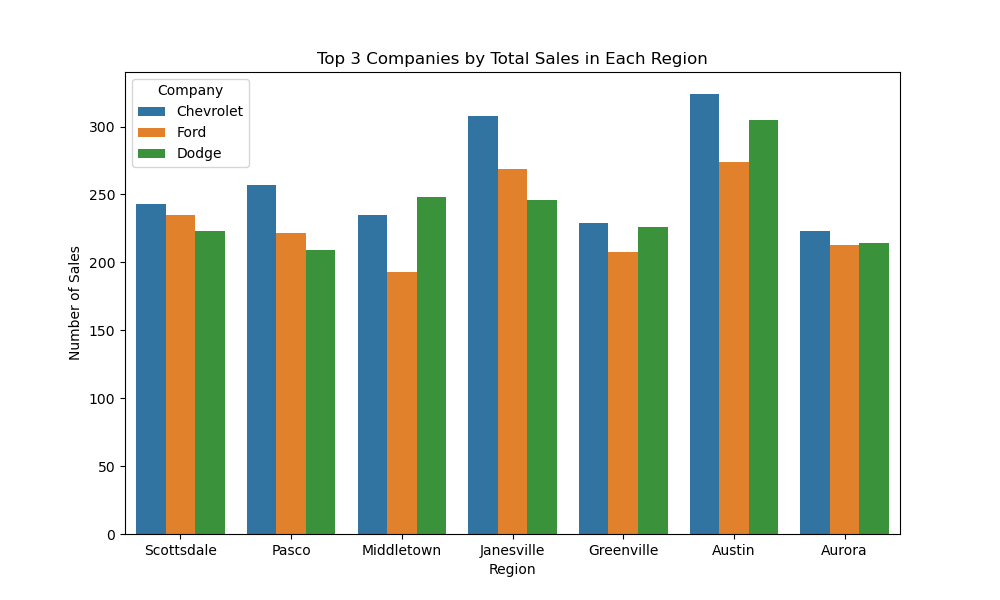 Top 3 Companies by Total Sales in Each Region
Company
Chevrolet
Ford
Dodge
Number of Sales
300
250
200
150
100
50
0
Scottsdale Pasco Middletown Janesville Greenville Austin Aurora
Region